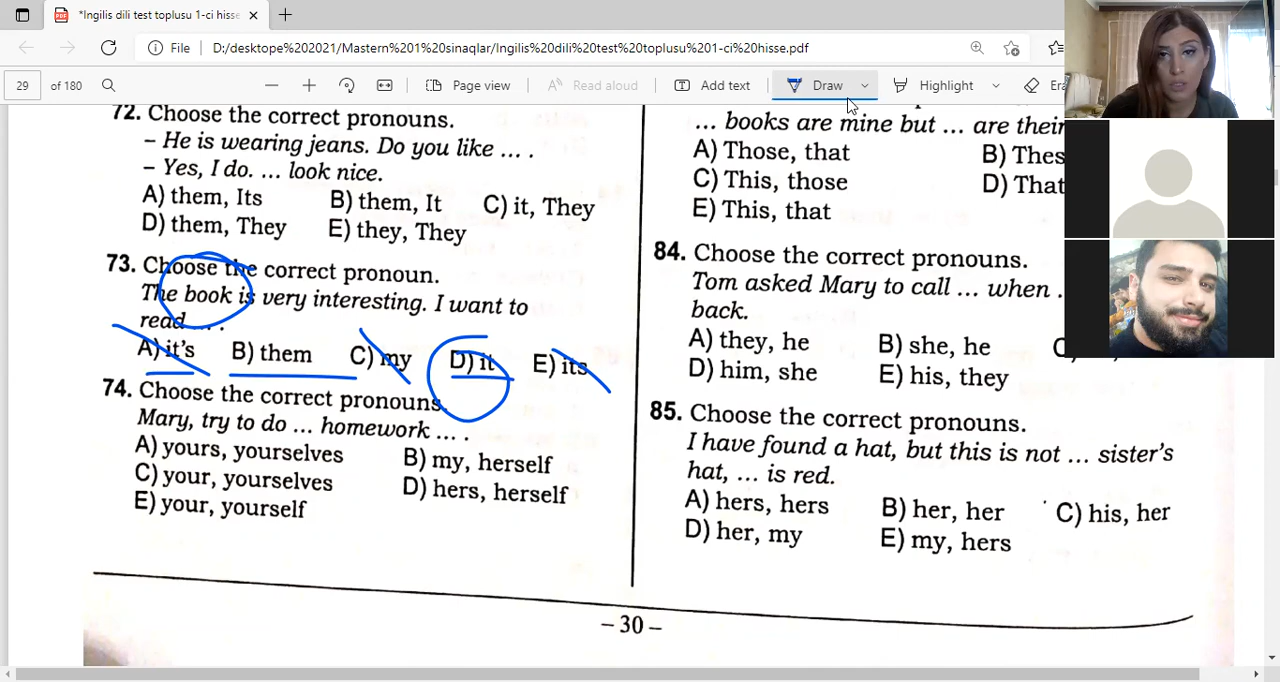 *Ingilis dili test toplusu 1-ci hisse
File D:/desktope%202021/Mastern%201%20sinaqlar/Ingilis%20dili%20test%20toplusu%201-ci%20hisse.pdf
29 of 180 Page view Read aloud Add text Draw Highlight
72. Choose the correct pronouns.
– He is wearing jeans. Do you like ... .
– Yes, I do. ... look nice.
A) them, Its B) them, It C) it, They
D) them, They E) they, They
73. Choose the correct pronoun.
The book is very interesting. I want to
read ... .
A) it's B) them C) my D) it E) its
74. Choose the correct pronouns.
Mary, try to do ... homework ... .
A) yours, yourselves B) my, herself
C) your, yourselves D) hers, herself
E) your, yourself
... books are mine but ... are their
A) Those, that B) Thes
C) This, those D) That
E) This, that
84. Choose the correct pronouns.
Tom asked Mary to call ... when .
back.
A) they, he B) she, he
D) him, she E) his, they
85. Choose the correct pronouns.
I have found a hat, but this is not ... sister's
hat, ... is red.
A) hers, hers B) her, her C) his, her
D) her, my E) my, hers
– 30 –